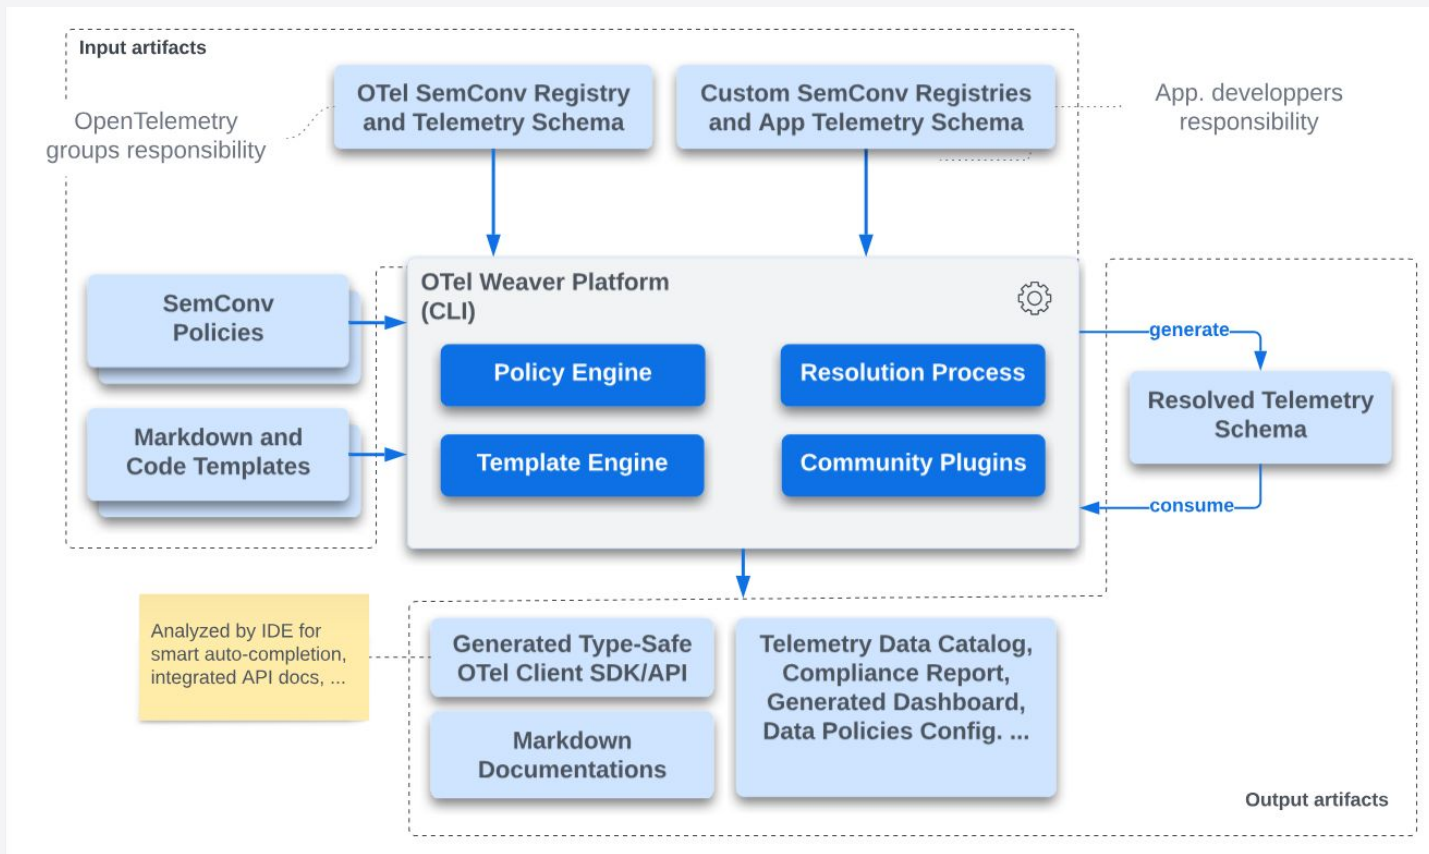 Input artifacts
OTel SemConv Registry
and Telemetry Schema
Custom SemConv Registries
and App Telemetry Schema
OpenTelemetry
groups responsibility
App. developpers
responsibility
SemConv
Policies
Markdown and
Code Templates
OTel Weaver Platform
(CLI)
Policy Engine
Resolution Process
Template Engine
Community Plugins
generate
Resolved Telemetry
Schema
consume
Analyzed by IDE for
smart auto-completion,
integrated API docs, ...
Generated Type-Safe
OTel Client SDK/API
Markdown
Documentations
Telemetry Data Catalog,
Compliance Report,
Generated Dashboard,
Data Policies Config. ...
Output artifacts